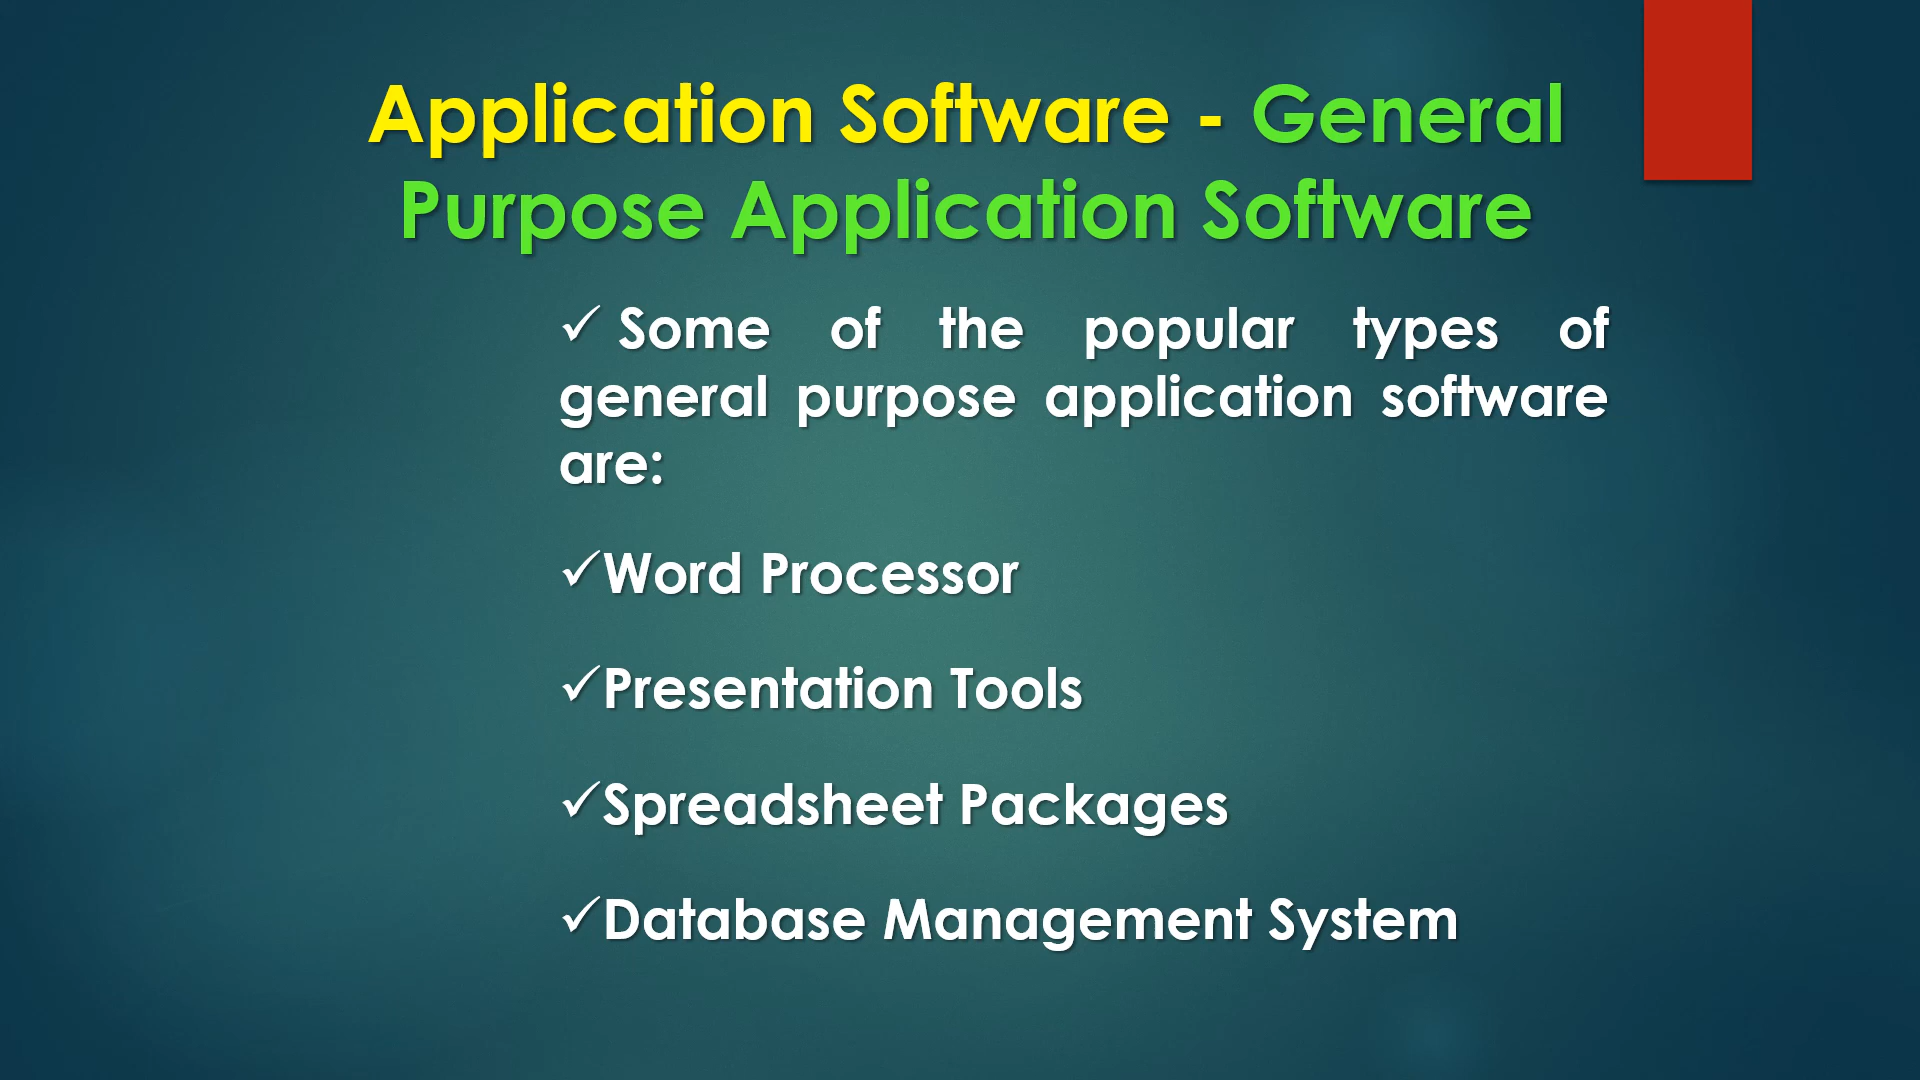 Application Software - General
Purpose Application Software
✓ Some of the popular types of
general purpose application software
are:
✓Word Processor
✓Presentation Tools
✓Spreadsheet Packages
✓Database Management System